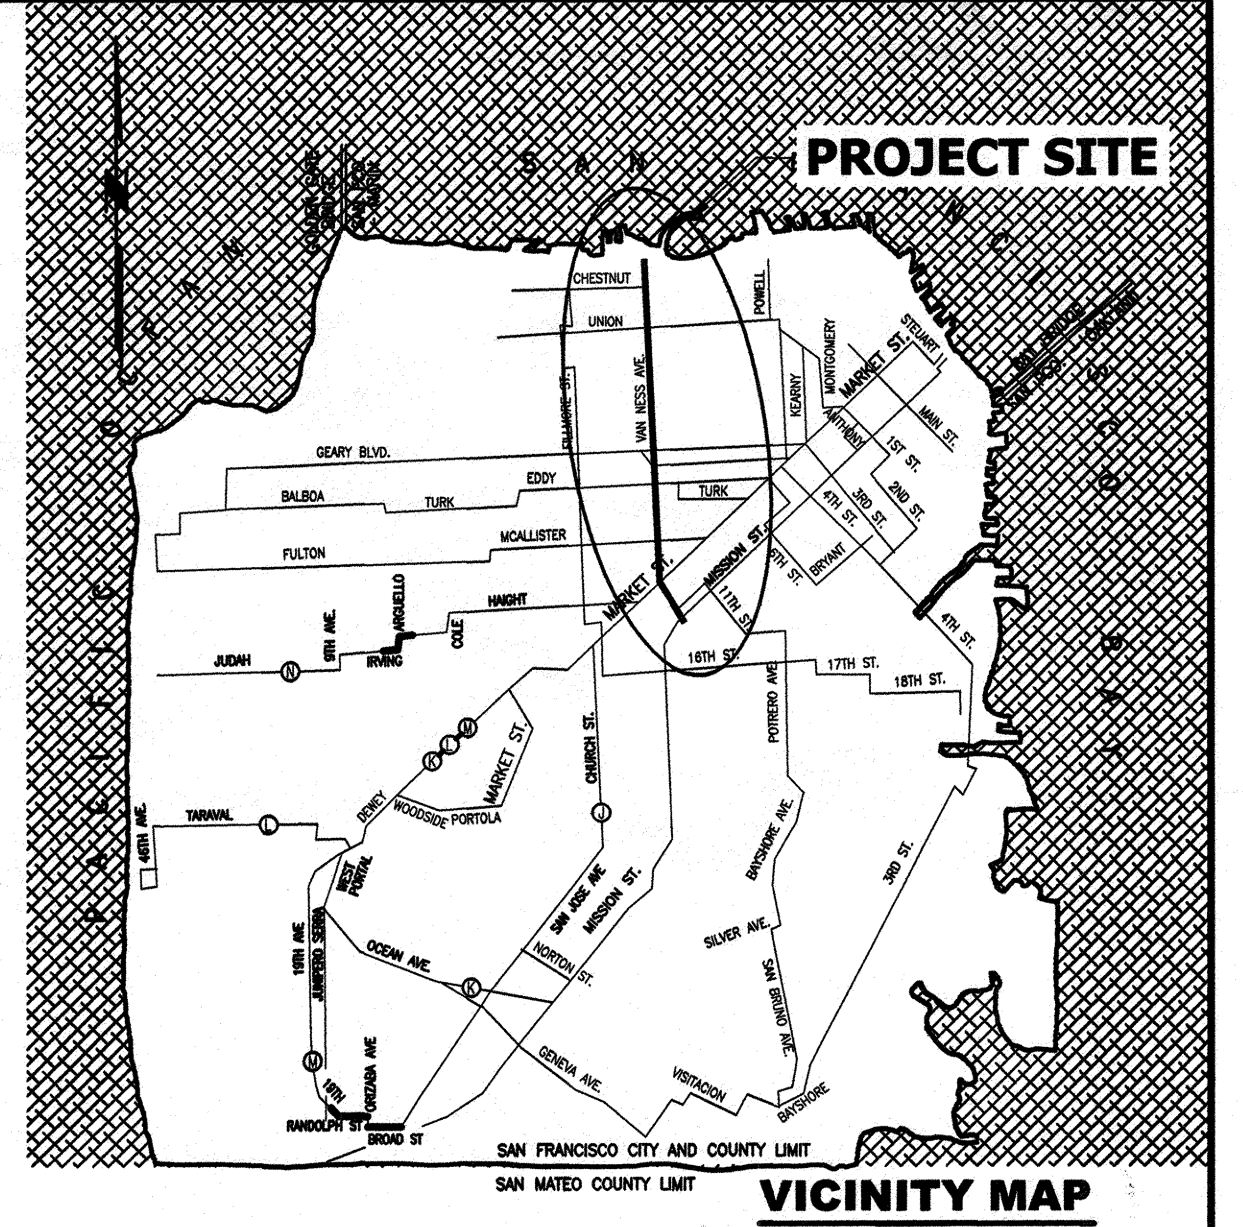 PROJECT SITE
S A N
GOLDEN GATE
BRIDGE
MARIN
CHESTNUT
POWELL
UNION
STEUART
MONTGOMERY
MARKET ST.
VAN NESS AVE.
FILLMORE ST.
KEARNY
MAIN ST.
ANTHONY
OAKLAND
GEARY BLVD.
1ST ST.
EDDY
BALBOA
TURK
TURK
2ND ST.
3RD ST.
4TH ST.
MCALLISTER
FULTON
MISSION ST.
5TH ST.
BRYANT
MARKET ST.
ARGUELLO
HAIGHT
11TH ST.
9TH AVE.
COLE
4TH ST.
JUDAH
N
IRVING
16TH ST.
17TH ST.
18TH ST.
POTRERO AVE.
M
L
K
MARKET ST.
CHURCH ST.
DEWEY
WOODSIDE
PORTOLA
J
46TH AVE.
TARAVAL
L
BAYSHORE AVE.
3RD ST.
WEST
PORTAL
SAN JOSE AVE
MISSION ST.
SILVER AVE.
19TH AVE
JUNIPERO SERRA
OCEAN AVE.
NORTON ST.
K
SAN BRUNO AVE.
M
ORIZABA AVE
GENEVA AVE.
VISITACION
BAYSHORE
19TH
RANDOLPH ST
BROAD ST
PACIFIC
BAY
SAN FRANCISCO CITY AND COUNTY LIMIT
SAN MATEO COUNTY LIMIT
VICINITY MAP